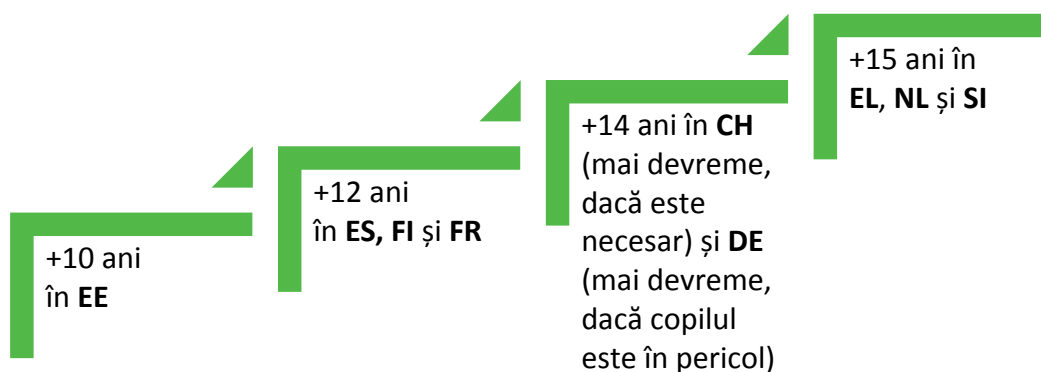 +10 ani
în EE
+12 ani
în ES, FI și FR
+14 ani în CH
(mai devreme,
dacă este
necesar) și DE
(mai devreme,
dacă copilul
este în pericol)
+15 ani în
EL, NL și SI